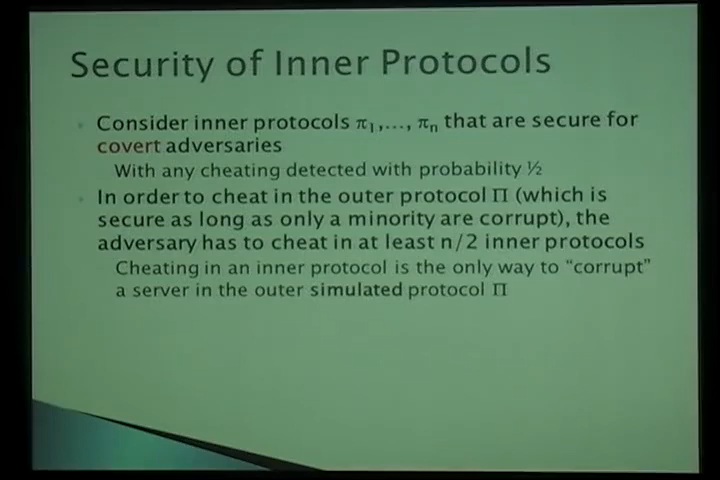 Security of Inner Protocols
Consider inner protocols π1,..., πn that are secure for
covert adversaries
With any cheating detected with probability ½
In order to cheat in the outer protocol Π (which is
secure as long as only a minority are corrupt), the
adversary has to cheat in at least n/2 inner protocols
Cheating in an inner protocol is the only way to “corrupt”
a server in the outer simulated protocol Π